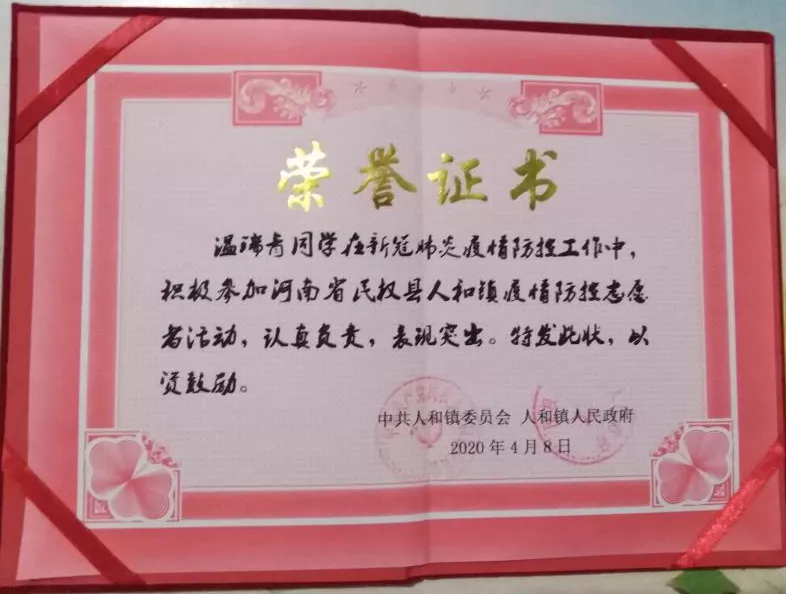 荣誉证书
温瑞青同学在新冠肺炎疫情防控工作中，
积极参加河南省民权县人和镇疫情防控志愿
者活动，认真负责，表现突出。特发此状，以
资鼓励。
中共人和镇委员会 人和镇人民政府
2020年4月8日